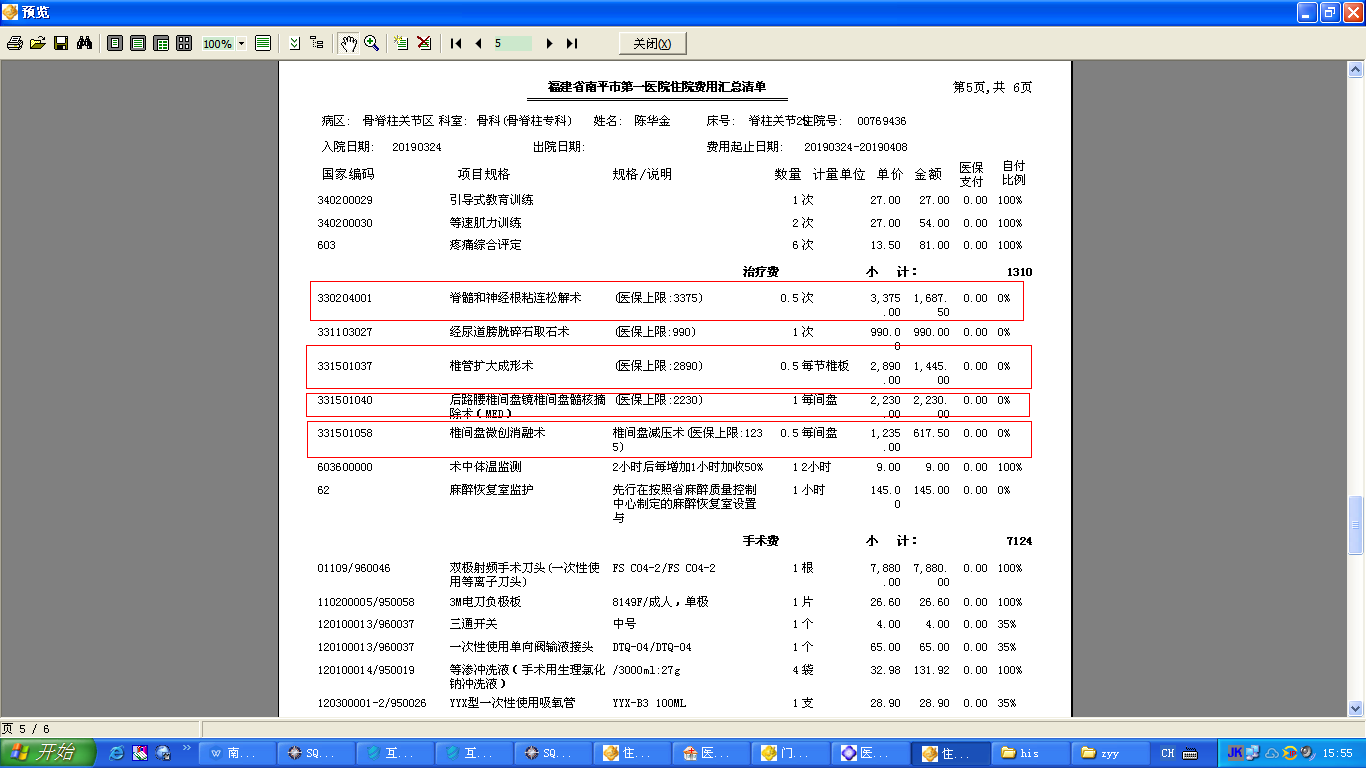 预览
100%
5
关闭(X)
福建省南平市第一医院住院费用汇总清单
第5页,共 6页
病区: 骨脊柱关节区 科室: 骨科(骨脊柱专科) 姓名: 陈华金 床号: 脊柱关节2 住院号: 00769436
入院日期: 20190324 出院日期: 费用起止日期: 20190324-20190408
国家编码 项目规格 规格/说明 数量 计量单位 单价 金额 医保支付 自付比例
340200029 引导式教育训练 1 次 27.00 27.00 0.00 100%
340200030 等速肌力训练 2 次 27.00 54.00 0.00 100%
603 疼痛综合评定 6 次 13.50 81.00 0.00 100%
治疗费 小 计: 1310
330204001 脊髓和神经根粘连松解术 (医保上限:3375) 0.5 次 3,375 1,687. 0.00 0%
.00 50
331103027 经尿道膀胱碎石取石术 (医保上限:990) 1 次 990.0 990.00 0.00 0%
0
331501037 椎管扩大成形术 (医保上限:2890) 0.5 每节椎板 2,890 1,445. 0.00 0%
.00 00
331501040 后路腰椎间盘镜椎间盘髓核摘 (医保上限:2230) 1 每间盘 2,230 2,230. 0.00 0%
除术(MED) .00 00
331501058 椎间盘微创消融术 椎间盘减压术(医保上限:123 0.5 每间盘 1,235 617.50 0.00 0%
5) .00
603600000 术中体温监测 2小时后每增加1小时加收50% 1 2小时 9.00 9.00 0.00 100%
62 麻醉恢复室监护 先行在按照省麻醉质量控制 1 小时 145.0 145.00 0.00 0%
中心制定的麻醉恢复室设置 0
与
手术费 小 计: 7124
01109/960046 双极射频手术刀头(一次性使 FS C04-2/FS C04-2 1 根 7,880 7,880. 0.00 100%
用等离子刀头) .00 00
110200005/950058 3M电刀负极板 8149F/成人,单极 1 片 26.60 26.60 0.00 100%
120100013/960037 三通开关 中号 1 个 4.00 4.00 0.00 35%
120100013/960037 一次性使用单向阀输液接头 DTQ-04/DTQ-04 1 个 65.00 65.00 0.00 35%
120100014/950019 等渗冲洗液(手术用生理氯化 /3000ml:27g 4 袋 32.98 131.92 0.00 100%
钠冲洗液)
120300001-2/950026 YYX型一次性使用吸氧管 YYX-B3 100ML 1 支 28.90 28.90 0.00 35%
页 5 / 6
开始 南... SQ... 互... 互... SQ... 住... 医... 门... 医... 住... his zyy CH JK 15:55